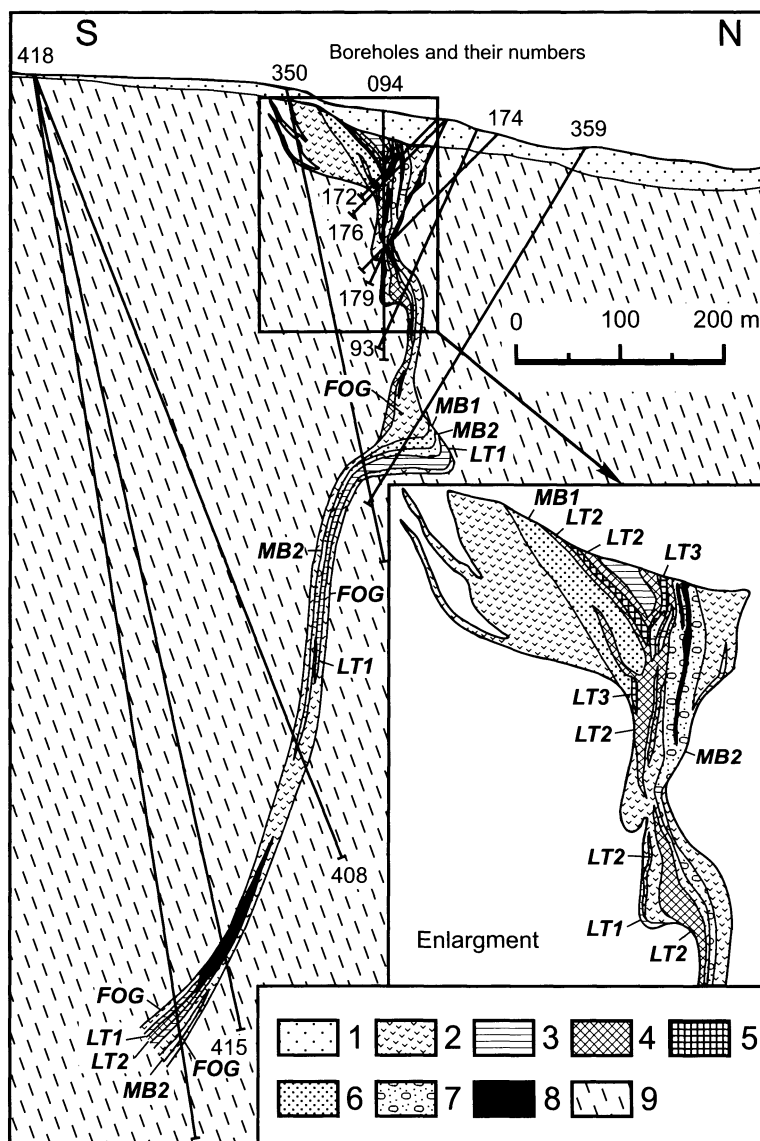 S
N
Boreholes and their numbers
418
350
094
174
359
172
176
179
93
0 100 200 m
FOG
MB1
MB2
LT1
MB2
FOG
LT1
408
FOG
LT1
LT2
MB2
FOG
415
MB1
LT2
LT2
LT3
LT3
LT2
MB2
LT2
LT1
LT2
Enlargment
1 2 3 4 5
6 7 8 9